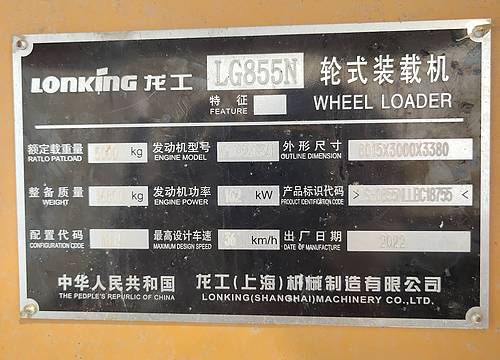 LONKING 龙工 LG855N 轮式装载机
特征
FEATURE WHEEL LOADER
额定载重量 kg 发动机型号 外形尺寸 8015X3000X3380
RATLO PATLOAD ENGINE MODEL OUTLINE DIMENSION
整备质量 kg 发动机功率 162 kW 产品标识代码
WEIGHT ENGINE POWER PRODUCT IDENTIFICATION CODE
配置代码 最高设计车速 36 km/h 出厂日期 2022
CONFIGURATION CODE MAXIMUM DESIGN SPEED DATE OF MANUFACTURE
中华人民共和国 龙工(上海)机械制造有限公司
THE PEOPLE'S REPUBLIC OF CHINA LONKING(SHANGHAI)MACHINERY CO.,LTD.